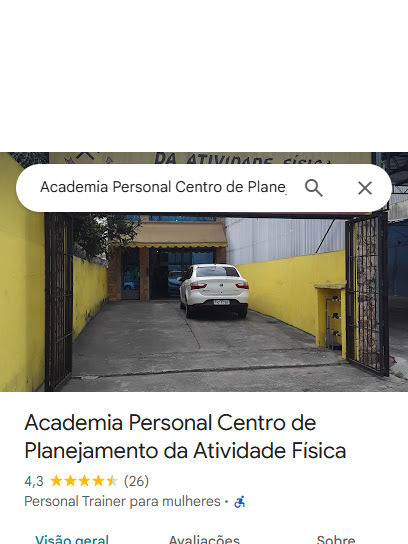 DA ATIVIDADE FÍSICA
Academia Personal Centro de Plane
Academia Personal Centro de
Planejamento da Atividade Física
4,3 (26)
Personal Trainer para mulheres ·
Visão geral Avaliações Sobre